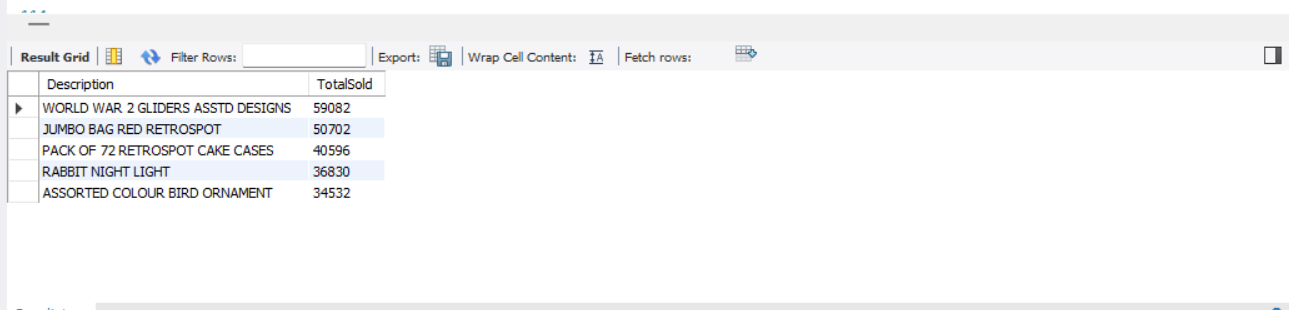 Result Grid Filter Rows: Export: Wrap Cell Content: Fetch rows:
Description TotalSold
WORLD WAR 2 GLIDERS ASSTD DESIGNS 59082
JUMBO BAG RED RETROSPOT 50702
PACK OF 72 RETROSPOT CAKE CASES 40596
RABBIT NIGHT LIGHT 36830
ASSORTED COLOUR BIRD ORNAMENT 34532